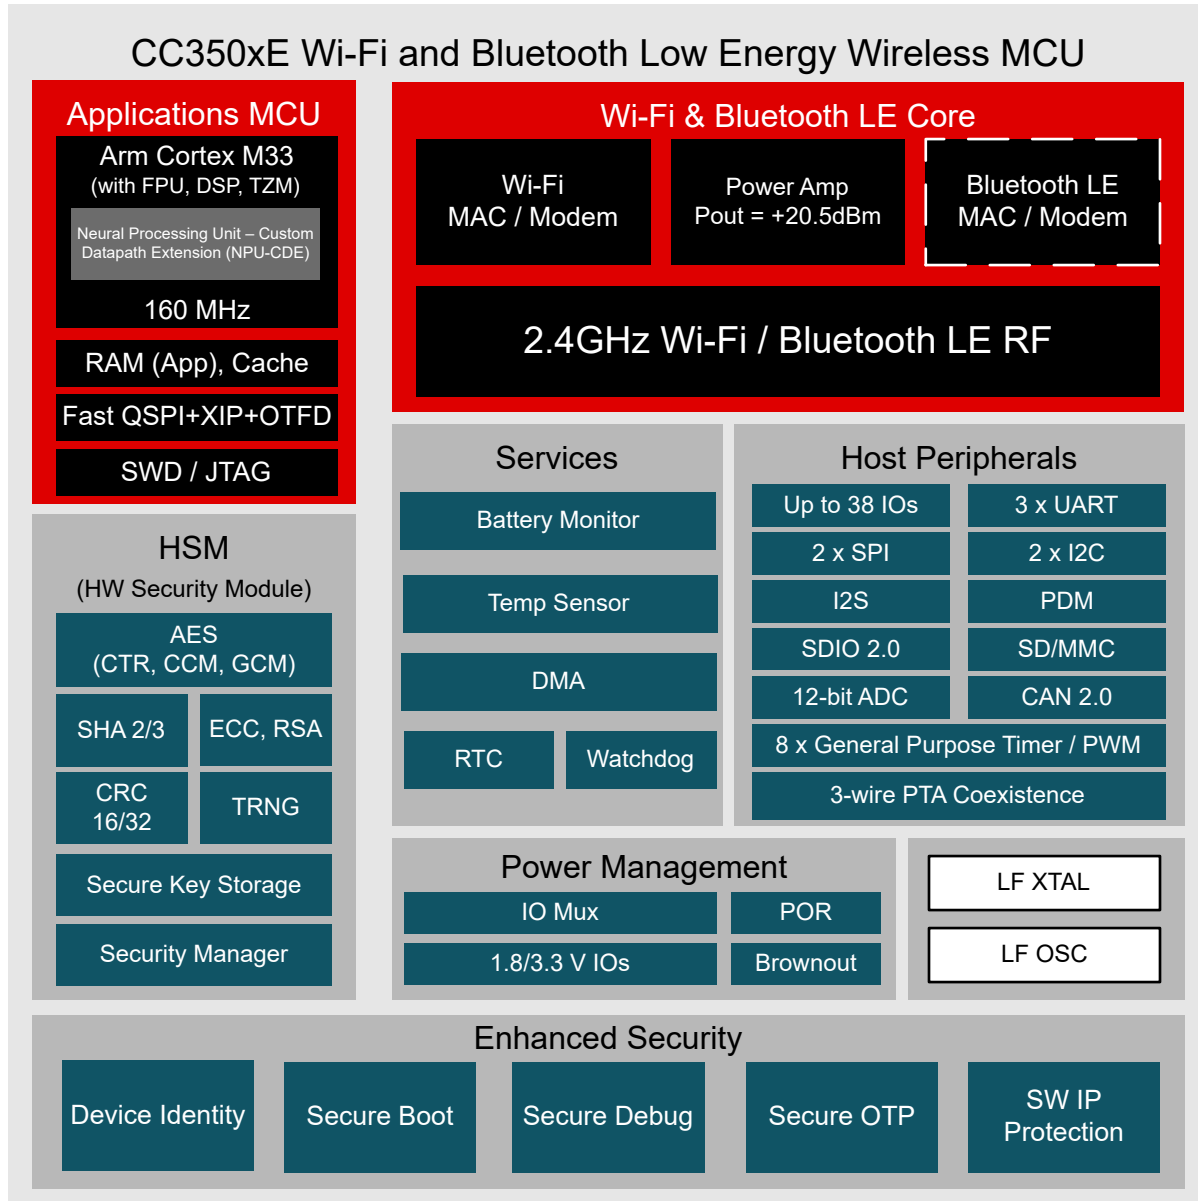 CC350xE Wi-Fi and Bluetooth Low Energy Wireless MCU
Applications MCU
Arm Cortex M33
(with FPU, DSP, TZM)
Neural Processing Unit – Custom
Datapath Extension (NPU-CDE)
160 MHz
RAM (App), Cache
Fast QSPI+XIP+OTFD
SWD / JTAG
Wi-Fi & Bluetooth LE Core
Wi-Fi
MAC / Modem
Power Amp
Pout = +20.5dBm
Bluetooth LE
MAC / Modem
2.4GHz Wi-Fi / Bluetooth LE RF
HSM
(HW Security Module)
AES
(CTR, CCM, GCM)
SHA 2/3
ECC, RSA
CRC
16/32
TRNG
Secure Key Storage
Security Manager
Services
Battery Monitor
Temp Sensor
DMA
RTC
Watchdog
Host Peripherals
Up to 38 IOs
3 x UART
2 x SPI
2 x I2C
I2S
PDM
SDIO 2.0
SD/MMC
12-bit ADC
CAN 2.0
8 x General Purpose Timer / PWM
3-wire PTA Coexistence
Power Management
IO Mux
POR
1.8/3.3 V IOs
Brownout
LF XTAL
LF OSC
Enhanced Security
Device Identity
Secure Boot
Secure Debug
Secure OTP
SW IP
Protection